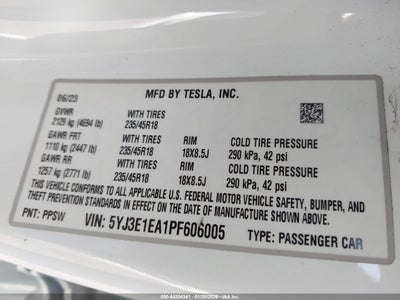 06/23
MFD BY TESLA, INC.
GVWR
2129 kg (4694 lb)
WITH TIRES
235/45R18
GAWR FRT
1110 kg (2447 lb)
WITH TIRES
235/45R18
RIM
18X8.5J
COLD TIRE PRESSURE
290 kPa, 42 psi
GAWR RR
1257 kg (2771 lb)
WITH TIRES
235/45R18
RIM
18X8.5J
COLD TIRE PRESSURE
290 kPa, 42 psi
THIS VEHICLE CONFORMS TO ALL APPLICABLE U.S. FEDERAL MOTOR VEHICLE SAFETY, BUMPER, AND
THEFT PREVENTION STANDARDS IN EFFECT ON THE DATE OF MANUFACTURE SHOWN ABOVE.
PNT: PPSW
VIN: 5YJ3E1EA1PF606005
TYPE: PASSENGER CAR